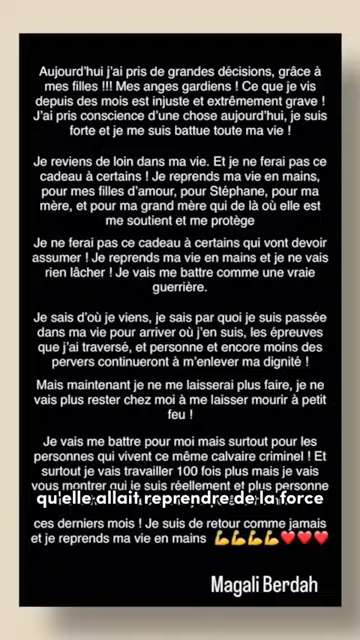 Aujourd'hui j'ai pris de grandes décisions, grâce à
mes filles !!! Mes anges gardiens ! Ce que je vis
depuis des mois est injuste et extrêmement grave !
J'ai pris conscience d'une chose aujourd'hui, je suis
forte et je me suis battue toute ma vie !
Je reviens de loin dans ma vie. Et je ne ferai pas ce
cadeau à certains ! Je reprends ma vie en mains,
pour mes filles d'amour, pour Stéphane, pour ma
mère, et pour ma grand mère qui de là où elle est
me soutient et me protège
Je ne ferai pas ce cadeau à certains qui vont devoir
assumer ! Je reprends ma vie en mains et je ne vais
rien lâcher ! Je vais me battre comme une vraie
guerrière.
Je sais d'où je viens, je sais par quoi je suis passée
dans ma vie pour arriver où j'en suis, les épreuves
que j'ai traversé, et personne et encore moins des
pervers continueront à m'enlever ma dignité !
Mais maintenant je ne me laisserai plus faire, je ne
vais plus rester chez moi à me laisser mourir à petit
feu !
Je vais me battre pour moi mais surtout pour les
personnes qui vivent ce même calvaire criminel ! Et
surtout je vais travailler 100 fois plus mais je vais
vous montrer qui je suis réellement et plus personne
qu'elle allait reprendre de la force
ces derniers mois ! Je suis de retour comme jamais
et je reprends ma vie en mains 💪💪💪💪❤️❤️❤️
Magali Berdah